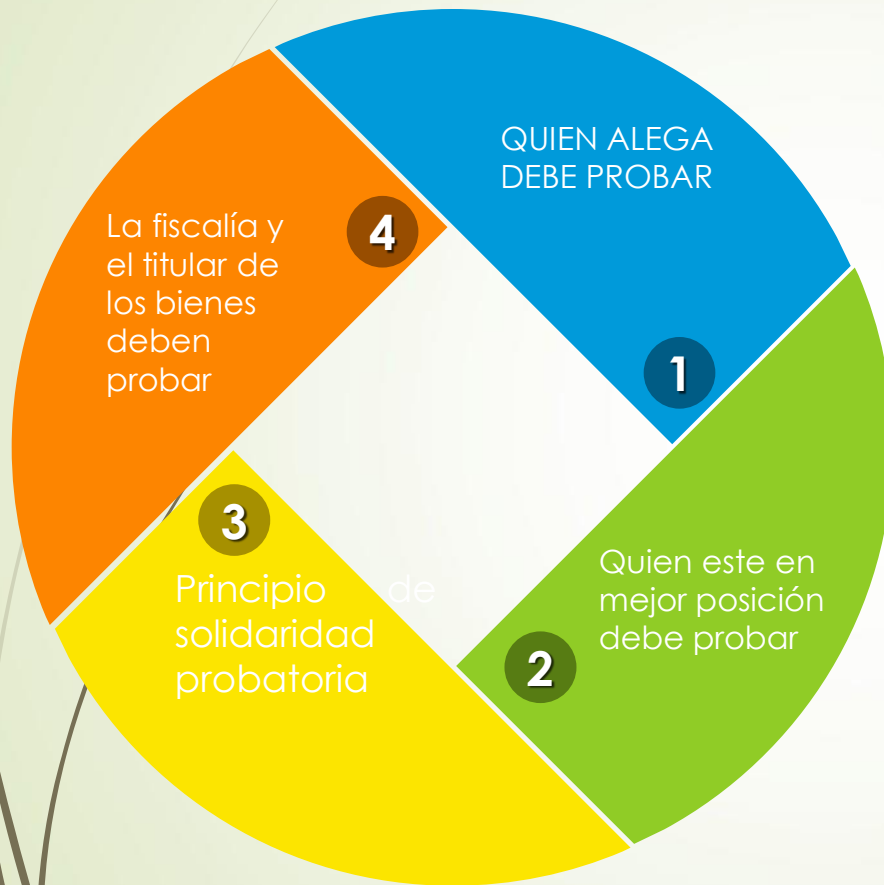 QUIEN ALEGA
DEBE PROBAR
1
Quien este en
mejor posición
debe probar
2
3
Principio de
solidaridad
probatoria
4
La fiscalía y
el titular de
los bienes
deben
probar